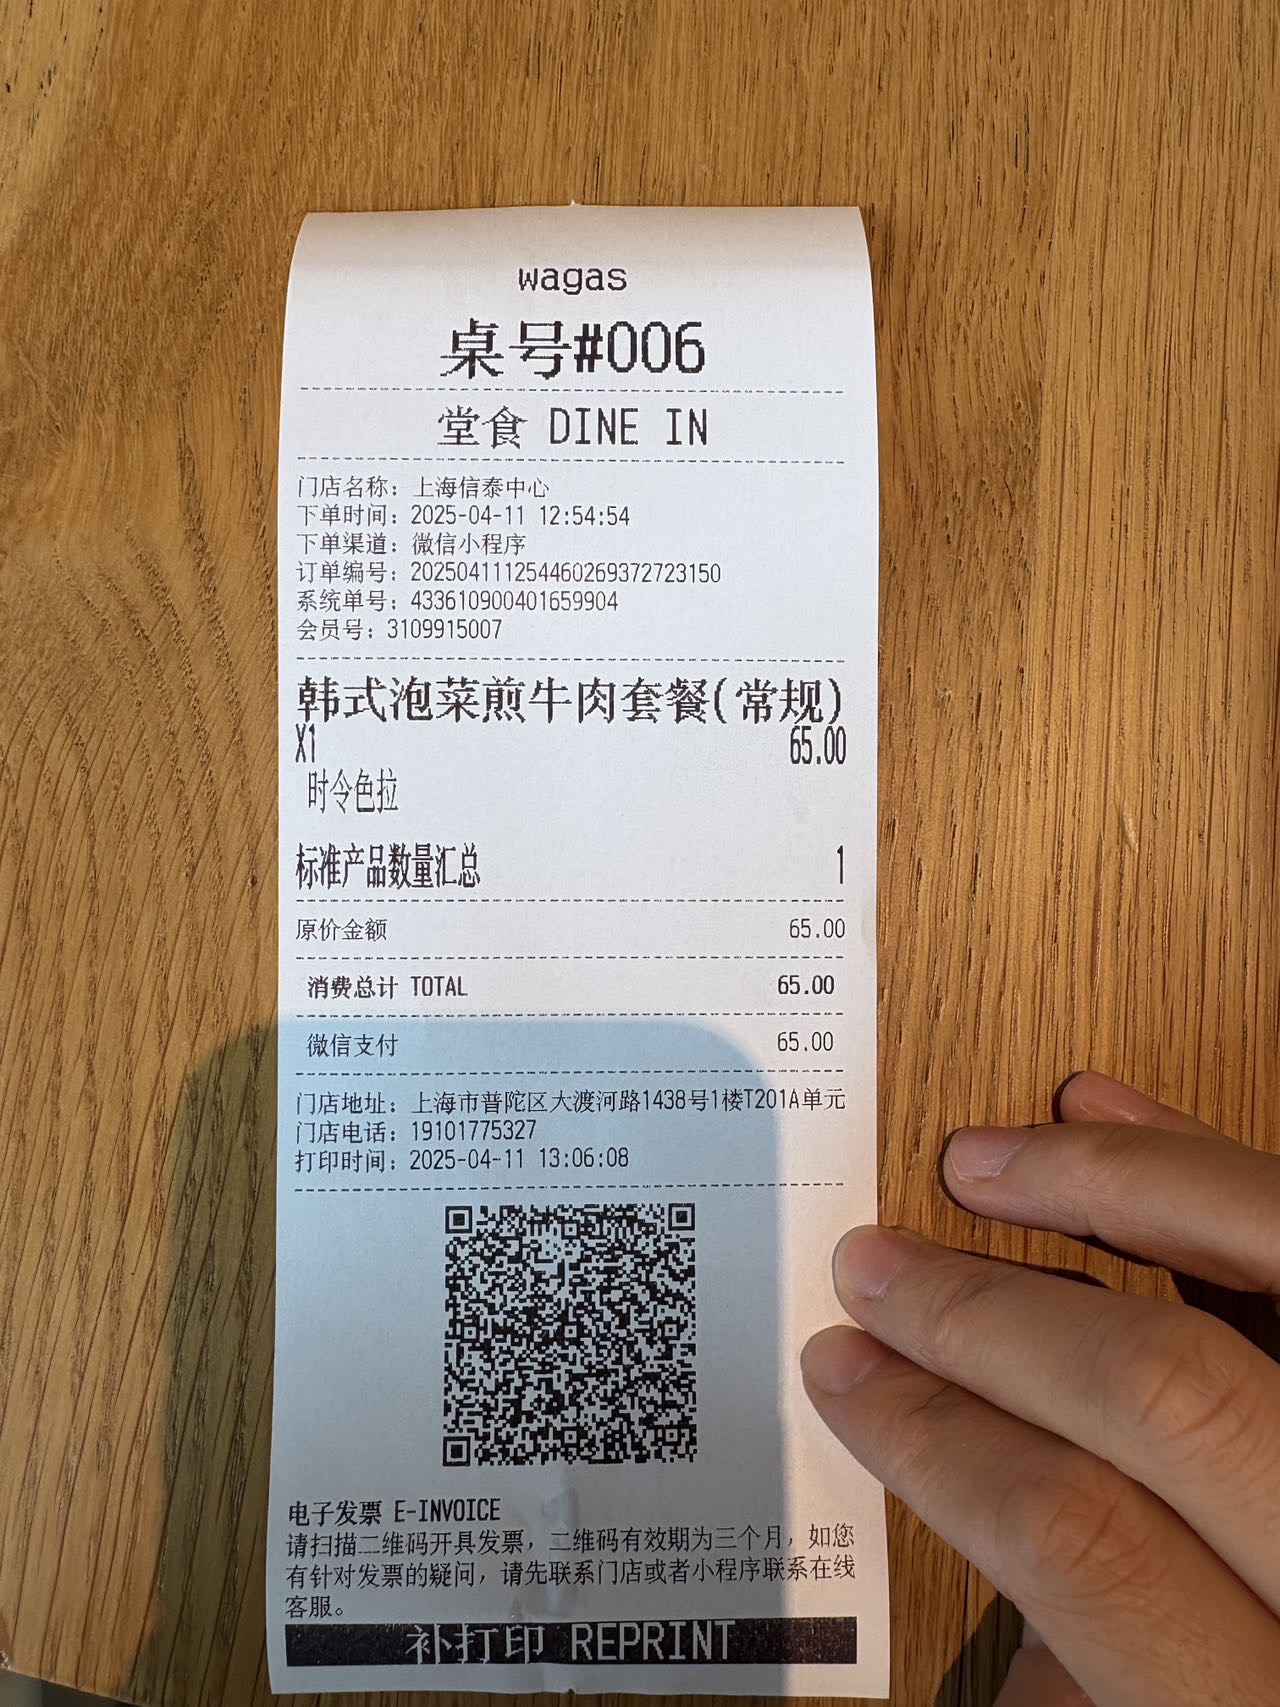 wagas
桌号#006
堂食 DINE IN
门店名称：上海信泰中心
下单时间：2025-04-11 12:54:54
下单渠道：微信小程序
订单编号：2025041112544602693727​23150
系统单号：433610900401659904
会员号：3109915007
韩式泡菜煎牛肉套餐(常规)
X1 65.00
时令色拉
标准产品数量汇总 1
原价金额 65.00
消费总计 TOTAL 65.00
微信支付 65.00
门店地址：上海市普陀区大渡河路1438号1楼T201A单元
门店电话：19101775327
打印时间：2025-04-11 13:06:08
电子发票 E-INVOICE
请扫描二维码开具发票，二维码有效期为三个月，如您
有针对发票的疑问，请先联系门店或者小程序联系在线
客服。
补打印 REPRINT